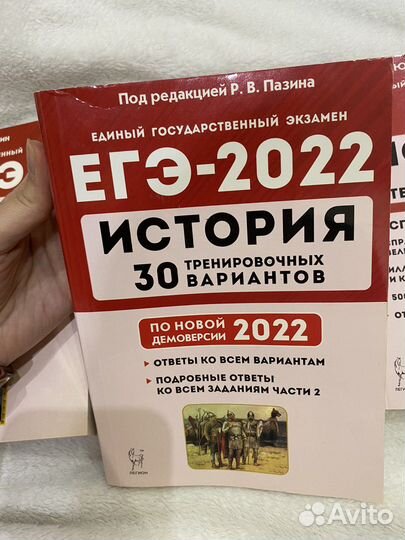 Под редакцией Р. В. Пазина
ЕДИНЫЙ ГОСУДАРСТВЕННЫЙ ЭКЗАМЕН
ЕГЭ-2022
ИСТОРИЯ
30 ТРЕНИРОВОЧНЫХ
ВАРИАНТОВ
ПО НОВОЙ
ДЕМОВЕРСИИ 2022
• ОТВЕТЫ КО ВСЕМ ВАРИАНТАМ
• ПОДРОБНЫЕ ОТВЕТЫ
КО ВСЕМ ЗАДАНИЯМ ЧАСТИ 2
ЛЕГИОН
Avito